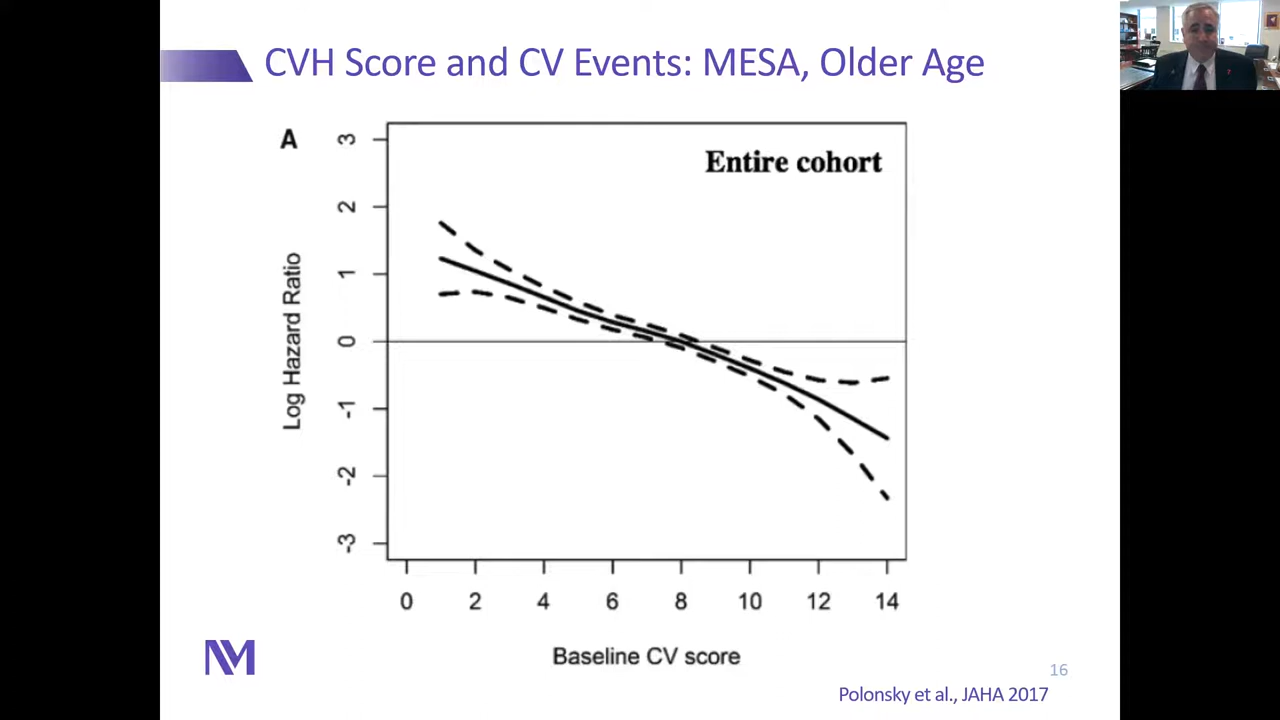 CVH Score and CV Events: MESA, Older Age
A
Entire cohort
3
2
1
0
-1
-2
-3
Log Hazard Ratio
0 2 4 6 8 10 12 14
Baseline CV score
NM
16
Polonsky et al., JAHA 2017